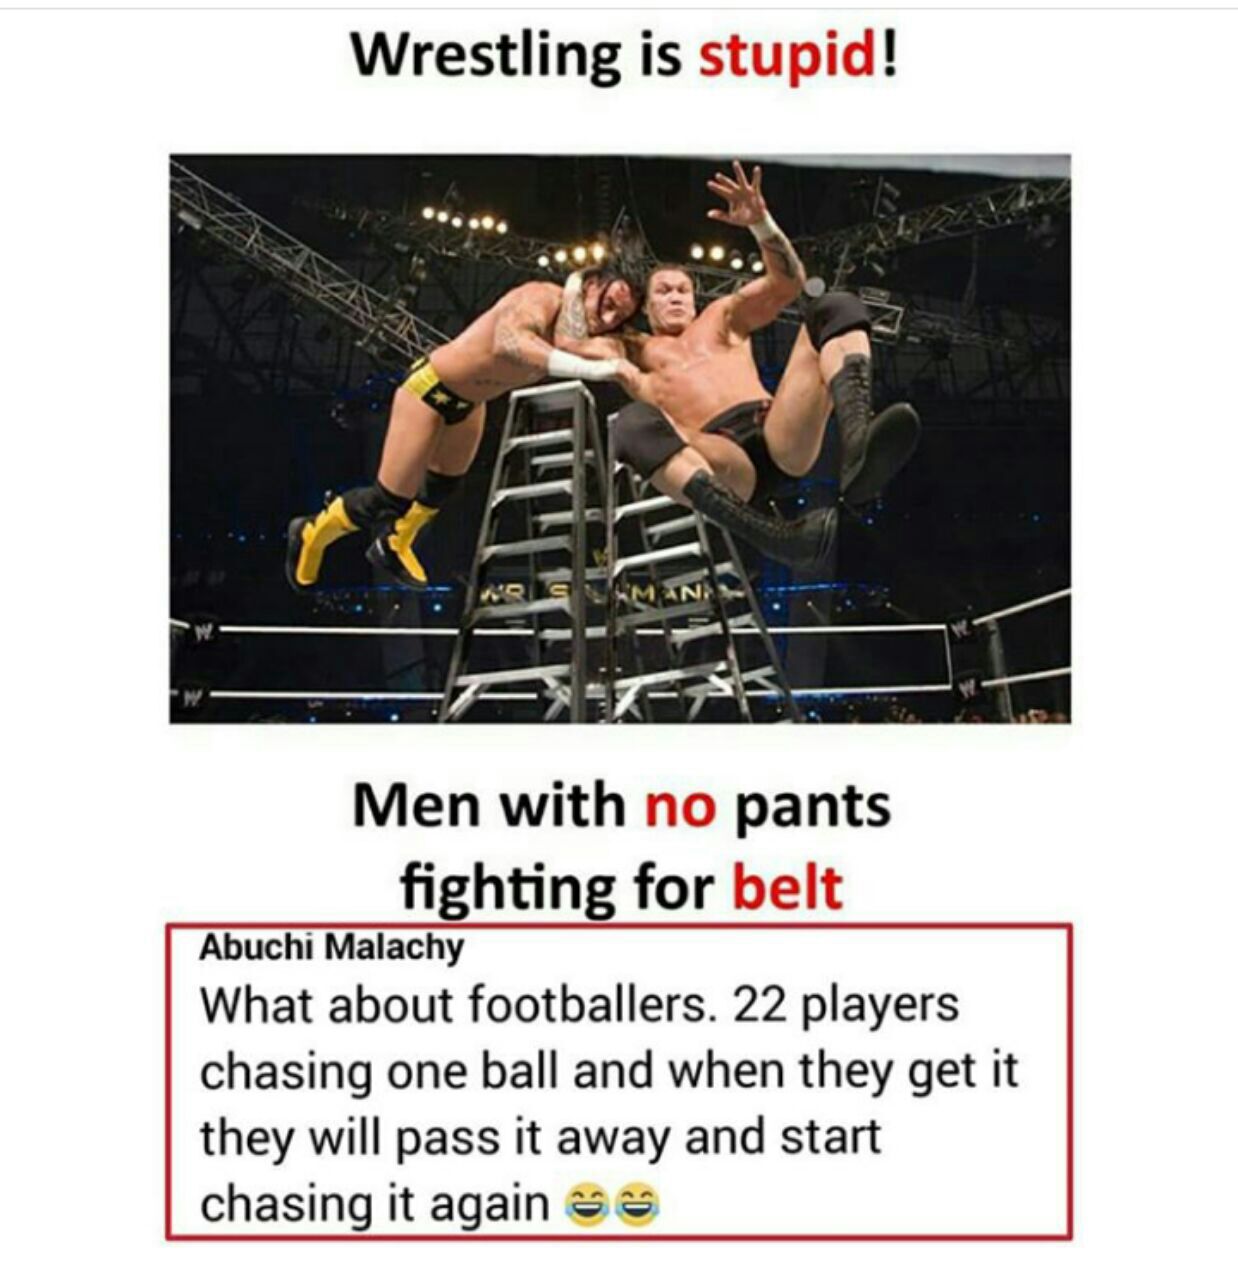 Wrestling is stupid!
W
W
W
W
Men with no pants
fighting for belt
Abuchi Malachy
What about footballers. 22 players
chasing one ball and when they get it
they will pass it away and start
chasing it again 😂😂